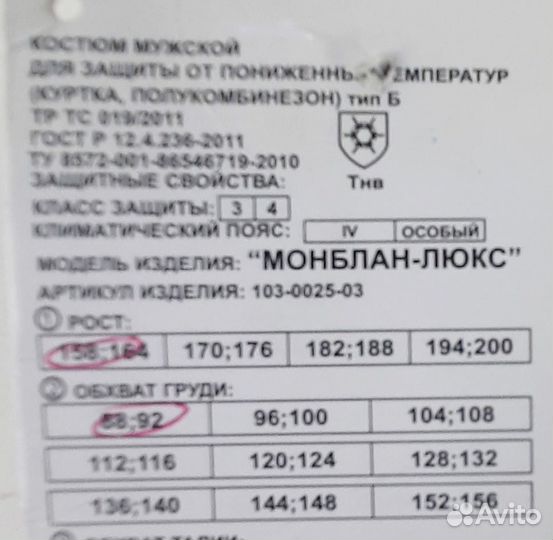 КОСТЮМ МУЖСКОЙ
ДЛЯ ЗАЩИТЫ ОТ ПОНИЖЕННЫ ТЕМПЕРАТУР
(КУРТКА, ПОЛУКОМБИНЕЗОН) тип Б
ТР ТС 019/2011
ГОСТ Р 12.4.236-2011
ТУ 8572-001-86546719-2010
ЗАЩИТНЫЕ СВОЙСТВА:
Тнв
КЛАСС ЗАЩИТЫ: 3 4
КЛИМАТИЧЕСКИЙ ПОЯС: IV ОСОБЫЙ
МОДЕЛЬ ИЗДЕЛИЯ: "МОНБЛАН-ЛЮКС"
АРТИКУЛ ИЗДЕЛИЯ: 103-0025-03
1 РОСТ:
158;164 170;176 182;188 194;200
2 ОБХВАТ ГРУДИ:
88;92 96;100 104;108
112;116 120;124 128;132
136;140 144;148 152;156
Avito